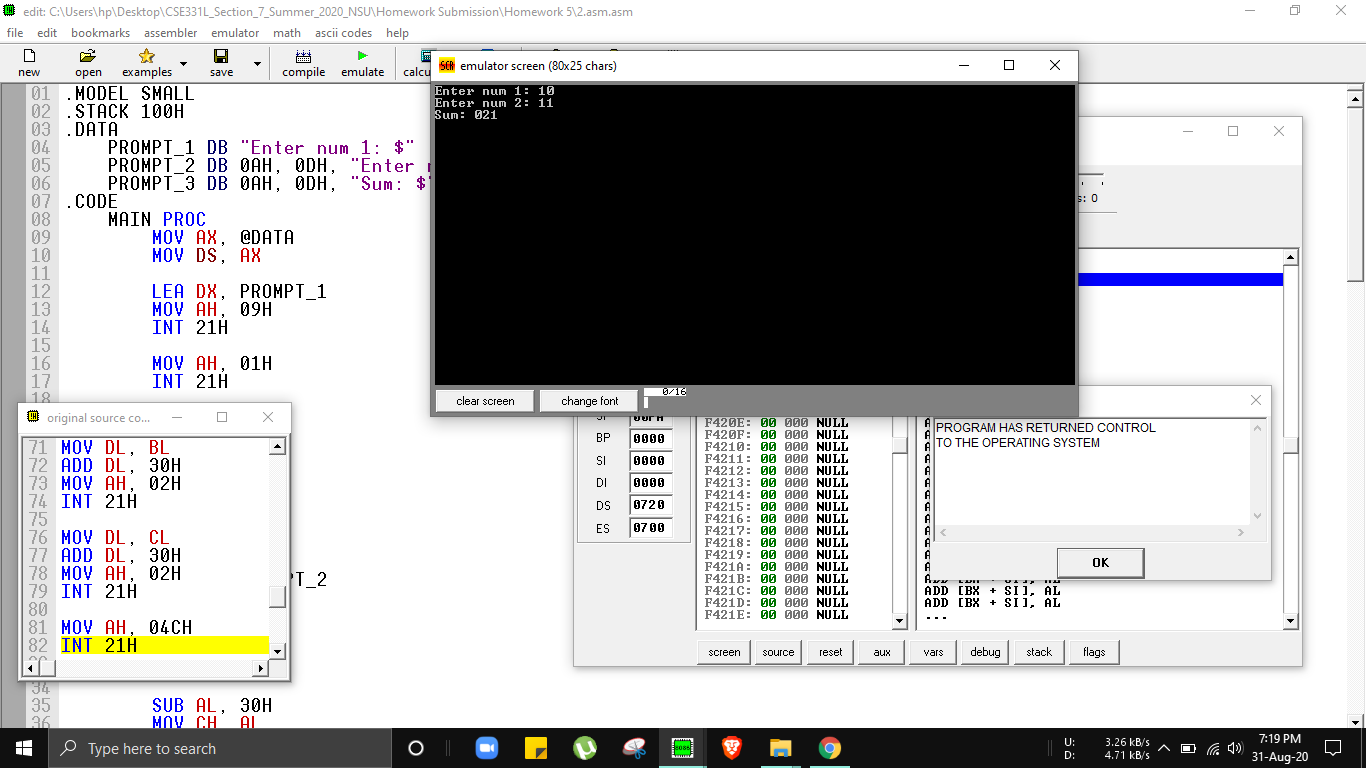 edit: C:\Users\hp\Desktop\CSE331L_Section_7_Summer_2020_NSU\Homework Submission\Homework 5\2.asm.asm
file edit bookmarks assembler emulator math ascii codes help
new open examples save compile emulate calcu
01 .MODEL SMALL
02 .STACK 100H
03 .DATA
04 PROMPT_1 DB "Enter num 1: $"
05 PROMPT_2 DB 0AH, 0DH, "Enter
06 PROMPT_3 DB 0AH, 0DH, "Sum: $"
07 .CODE
08 MAIN PROC
09 MOV AX, @DATA
10 MOV DS, AX
11
12 LEA DX, PROMPT_1
13 MOV AH, 09H
14 INT 21H
15
16 MOV AH, 01H
17 INT 21H
18
PT_2
34
35 SUB AL, 30H
36 MOV CH, AL
emulator screen (80x25 chars)
Enter num 1: 10
Enter num 2: 11
Sum: 021
clear screen change font 0/16
s: 0
original source co...
71 MOV DL, BL
72 ADD DL, 30H
73 MOV AH, 02H
74 INT 21H
75
76 MOV DL, CL
77 ADD DL, 30H
78 MOV AH, 02H
79 INT 21H
80
81 MOV AH, 04CH
82 INT 21H
SP 00FA
BP 0000
SI 0000
DI 0000
DS 0720
ES 0700
F420E: 00 000 NULL
F420F: 00 000 NULL
F4210: 00 000 NULL
F4211: 00 000 NULL
F4212: 00 000 NULL
F4213: 00 000 NULL
F4214: 00 000 NULL
F4215: 00 000 NULL
F4216: 00 000 NULL
F4217: 00 000 NULL
F4218: 00 000 NULL
F4219: 00 000 NULL
F421A: 00 000 NULL
F421B: 00 000 NULL
F421C: 00 000 NULL
F421D: 00 000 NULL
F421E: 00 000 NULL
PROGRAM HAS RETURNED CONTROL
TO THE OPERATING SYSTEM
OK
ADD [BX + SI], AL
ADD [BX + SI], AL
ADD [BX + SI], AL
...
screen source reset aux vars debug stack flags
Type here to search
U: 3.26 kB/s
D: 4.71 kB/s
7:19 PM
31-Aug-20